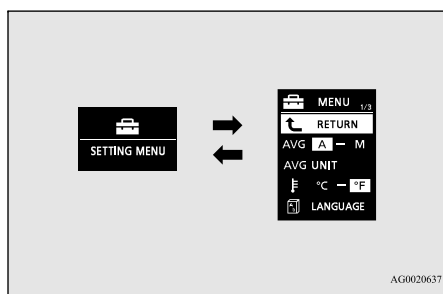 SETTING MENU
MENU 1/3
RETURN
AVG A – M
AVG UNIT
°C – °F
LANGUAGE
AG0020637